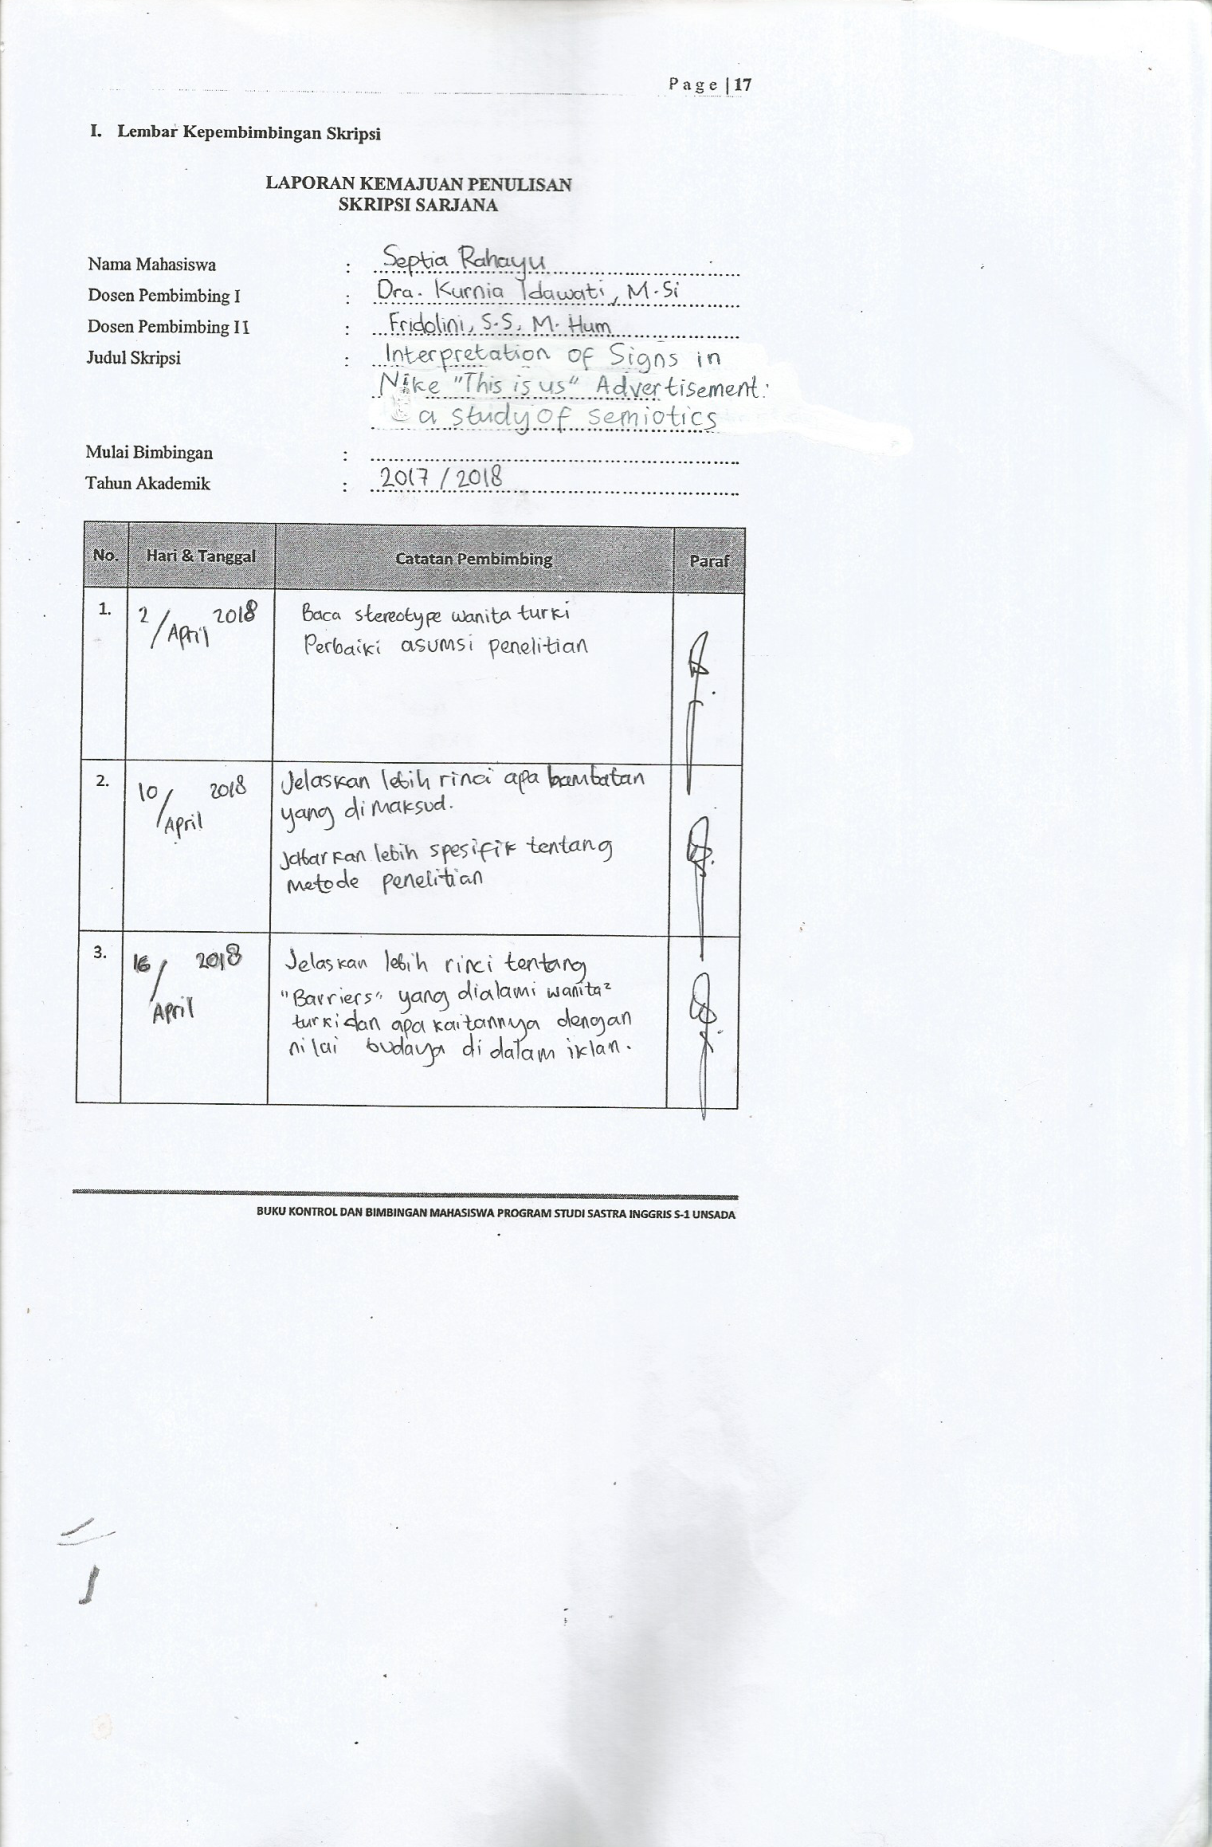 Page | 17
I. Lembar Kepembimbingan Skripsi
LAPORAN KEMAJUAN PENULISAN
SKRIPSI SARJANA
Nama Mahasiswa : Septia Rahayu
Dosen Pembimbing I : Dra. Kurnia Idawati, M.Si
Dosen Pembimbing II : Fridolini, S.S, M. Hum
Judul Skripsi : Interpretation of Signs in
Nike "This is us" Advertisement:
a study of semiotics
Mulai Bimbingan :
Tahun Akademik : 2017 / 2018
No. Hari & Tanggal Catatan Pembimbing Paraf
1. 2/April 2018 Baca stereotype wanita turki
Perbaiki asumsi penelitian
2. 10/April 2018 Jelaskan lebih rinci apa hambatan
yang dimaksud.
Jabarkan lebih spesifik tentang
metode penelitian
3. 16/April 2018 Jelaskan lebih rinci tentang
"Barriers" yang dialami wanita²
turki dan apa kaitannya dengan
nilai budaya di dalam iklan.
BUKU KONTROL DAN BIMBINGAN MAHASISWA PROGRAM STUDI SASTRA INGGRIS S-1 UNSADA